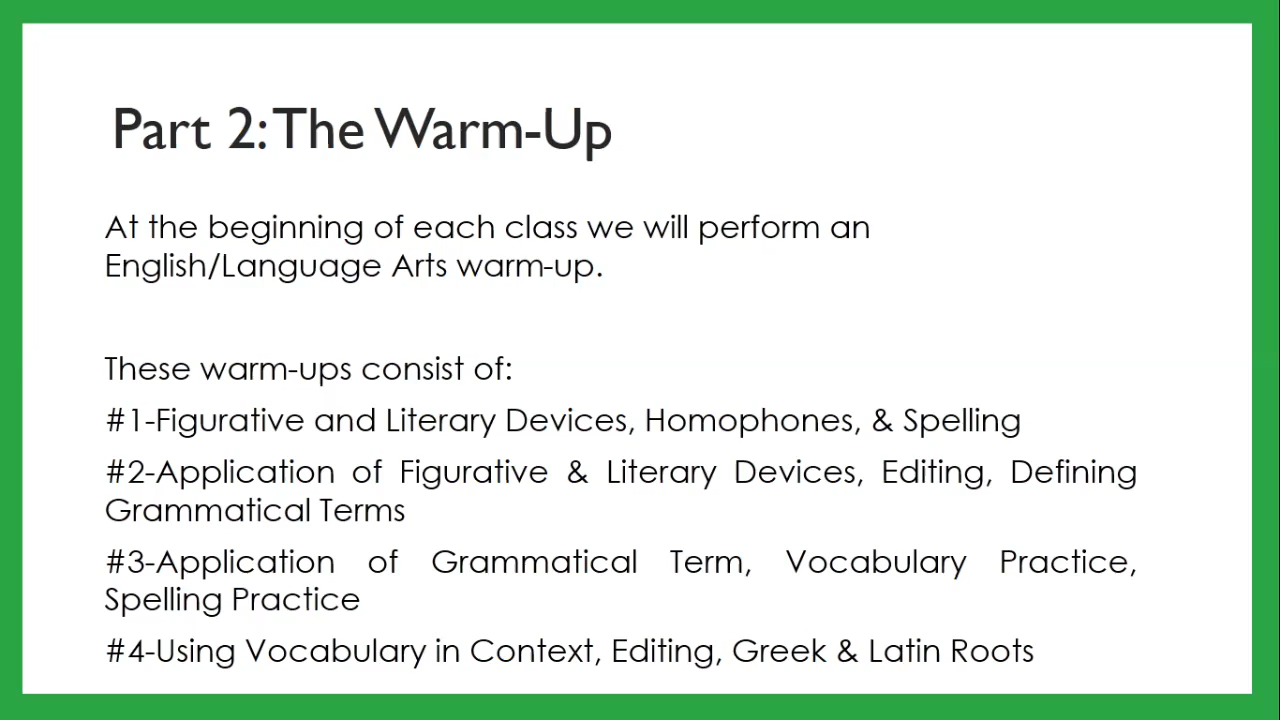 Part 2: The Warm-Up
At the beginning of each class we will perform an
English/Language Arts warm-up.
These warm-ups consist of:
#1-Figurative and Literary Devices, Homophones, & Spelling
#2-Application of Figurative & Literary Devices, Editing, Defining
Grammatical Terms
#3-Application of Grammatical Term, Vocabulary Practice,
Spelling Practice
#4-Using Vocabulary in Context, Editing, Greek & Latin Roots